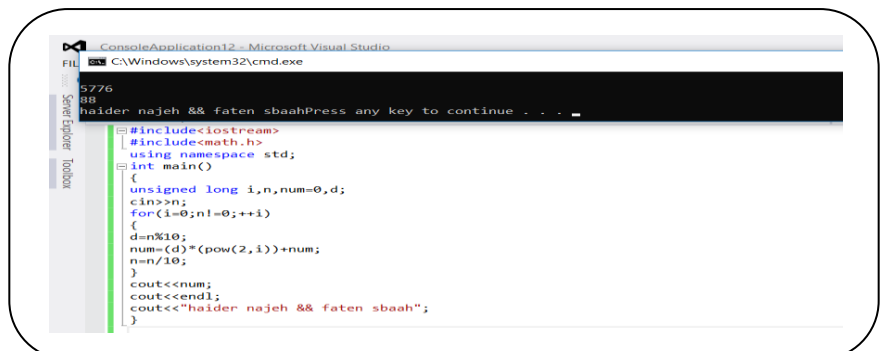 ConsoleApplication12 - Microsoft Visual Studio
FIL
C:\Windows\system32\cmd.exe
5776
88
haider najeh && faten sbaahPress any key to continue . . .
Server Explorer
Toolbox
#include<iostream>
#include<math.h>
using namespace std;
int main()
{
unsigned long i,n,num=0,d;
cin>>n;
for(i=0;n!=0;++i)
{
d=n%10;
num=(d)*(pow(2,i))+num;
n=n/10;
}
cout<<num;
cout<<endl;
cout<<"haider najeh && faten sbaah";
}